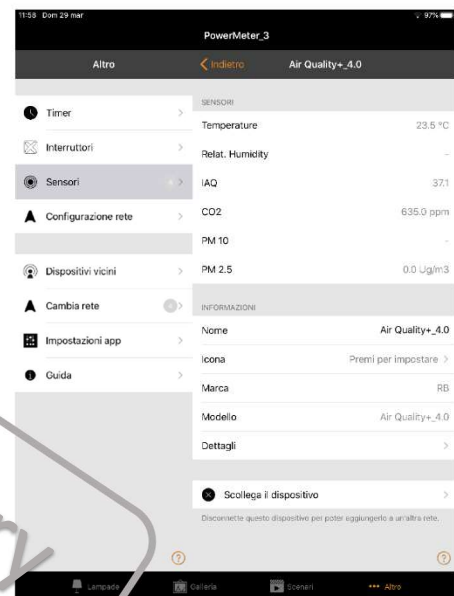 11:58 Dom 29 mar
97%
PowerMeter_3
Altro
Indietro
Air Quality+_4.0
Timer
Interruttori
Sensori
Configurazione rete
Dispositivi vicini
Cambia rete
Impostazioni app
Guida
SENSORI
Temperature 23.5 °C
Relat. Humidity -
IAQ 37.1
CO2 635.0 ppm
PM 10 -
PM 2.5 0.0 Ug/m3
INFORMAZIONI
Nome Air Quality+_4.0
Icona Premi per impostare
Marca RB
Modello Air Quality+_4.0
Dettagli
Scollega il dispositivo
Disconnette questo dispositivo per poter aggiungerlo a un'altra rete.
Lampade
Galleria
Scenari
Altro